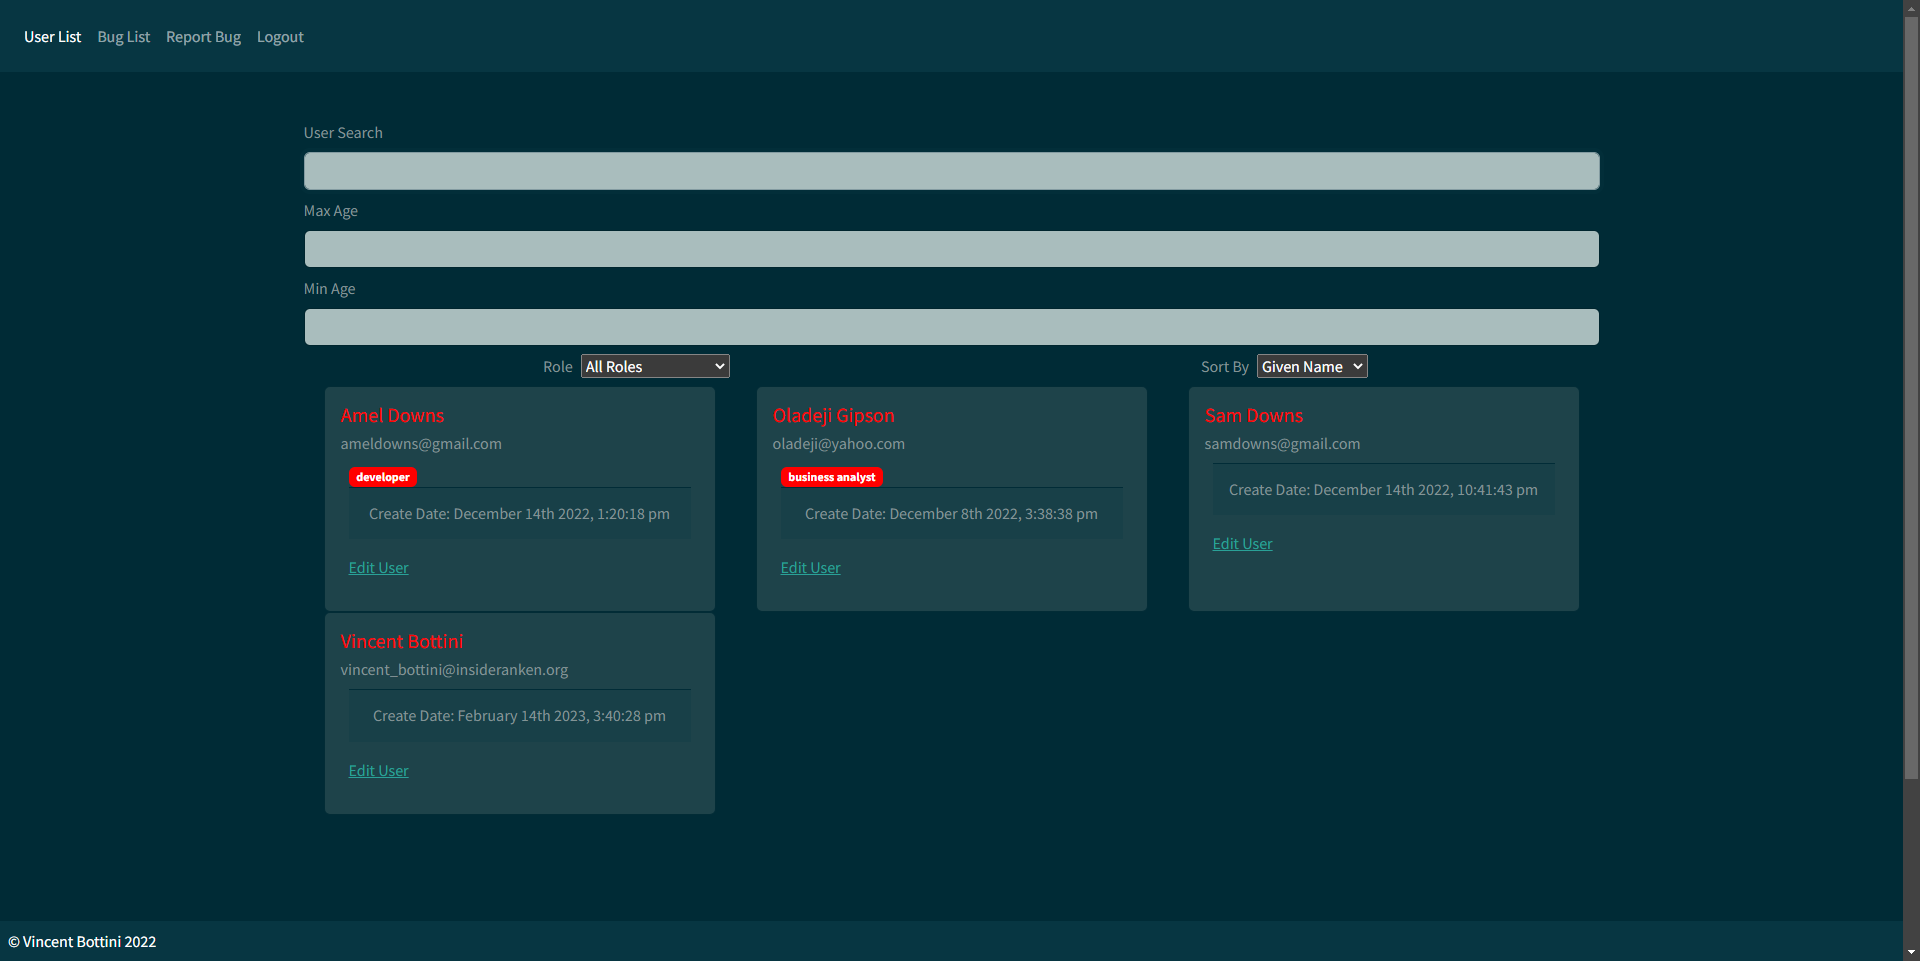 User List Bug List Report Bug Logout
User Search
Max Age
Min Age
Role All Roles Sort By Given Name
Amel Downs
ameldowns@gmail.com
developer
Create Date: December 14th 2022, 1:20:18 pm
Edit User
Oladeji Gipson
oladeji@yahoo.com
business analyst
Create Date: December 8th 2022, 3:38:38 pm
Edit User
Sam Downs
samdowns@gmail.com
Create Date: December 14th 2022, 10:41:43 pm
Edit User
Vincent Bottini
vincent_bottini@insideranken.org
Create Date: February 14th 2023, 3:40:28 pm
Edit User
© Vincent Bottini 2022